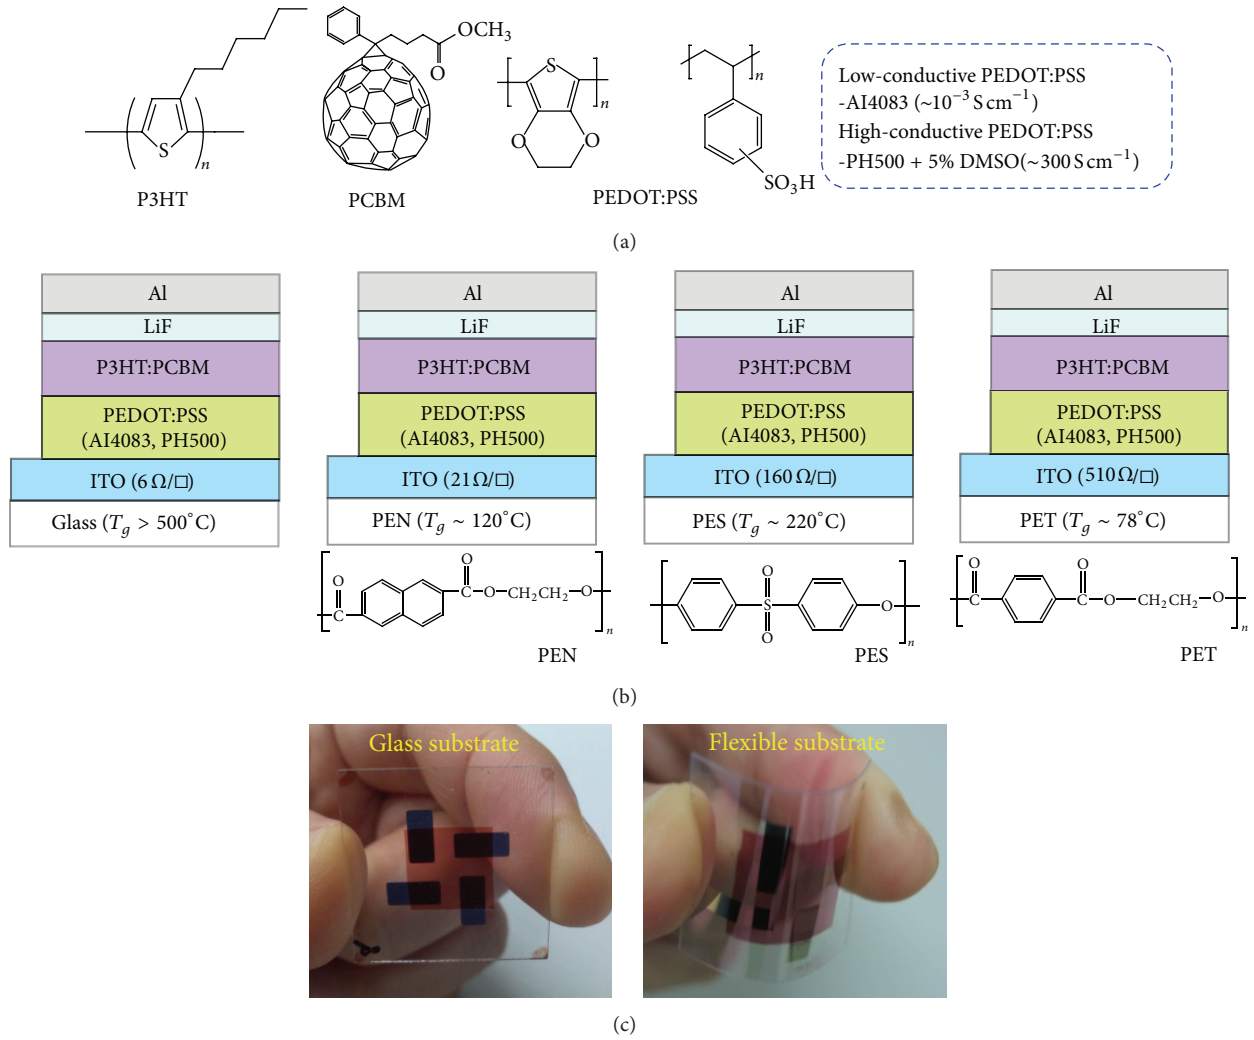 OCH3
O
S
n
P3HT
PCBM
S
n
O
O
n
SO3H
PEDOT:PSS
Low-conductive PEDOT:PSS
-AI4083 (~10−3 S cm−1)
High-conductive PEDOT:PSS
-PH500 + 5% DMSO(~300 S cm−1)
(a)
Al
LiF
P3HT:PCBM
PEDOT:PSS
(AI4083, PH500)
ITO (6 Ω/□)
Glass (Tg > 500°C)
Al
LiF
P3HT:PCBM
PEDOT:PSS
(AI4083, PH500)
ITO (21 Ω/□)
PEN (Tg ~ 120°C)
O
C
O
C
O
CH2CH2
O
n
PEN
Al
LiF
P3HT:PCBM
PEDOT:PSS
(AI4083, PH500)
ITO (160 Ω/□)
PES (Tg ~ 220°C)
O
S
O
O
n
PES
Al
LiF
P3HT:PCBM
PEDOT:PSS
(AI4083, PH500)
ITO (510 Ω/□)
PET (Tg ~ 78°C)
O
C
O
C
O
CH2CH2
O
n
PET
(b)
Glass substrate
Flexible substrate
(c)